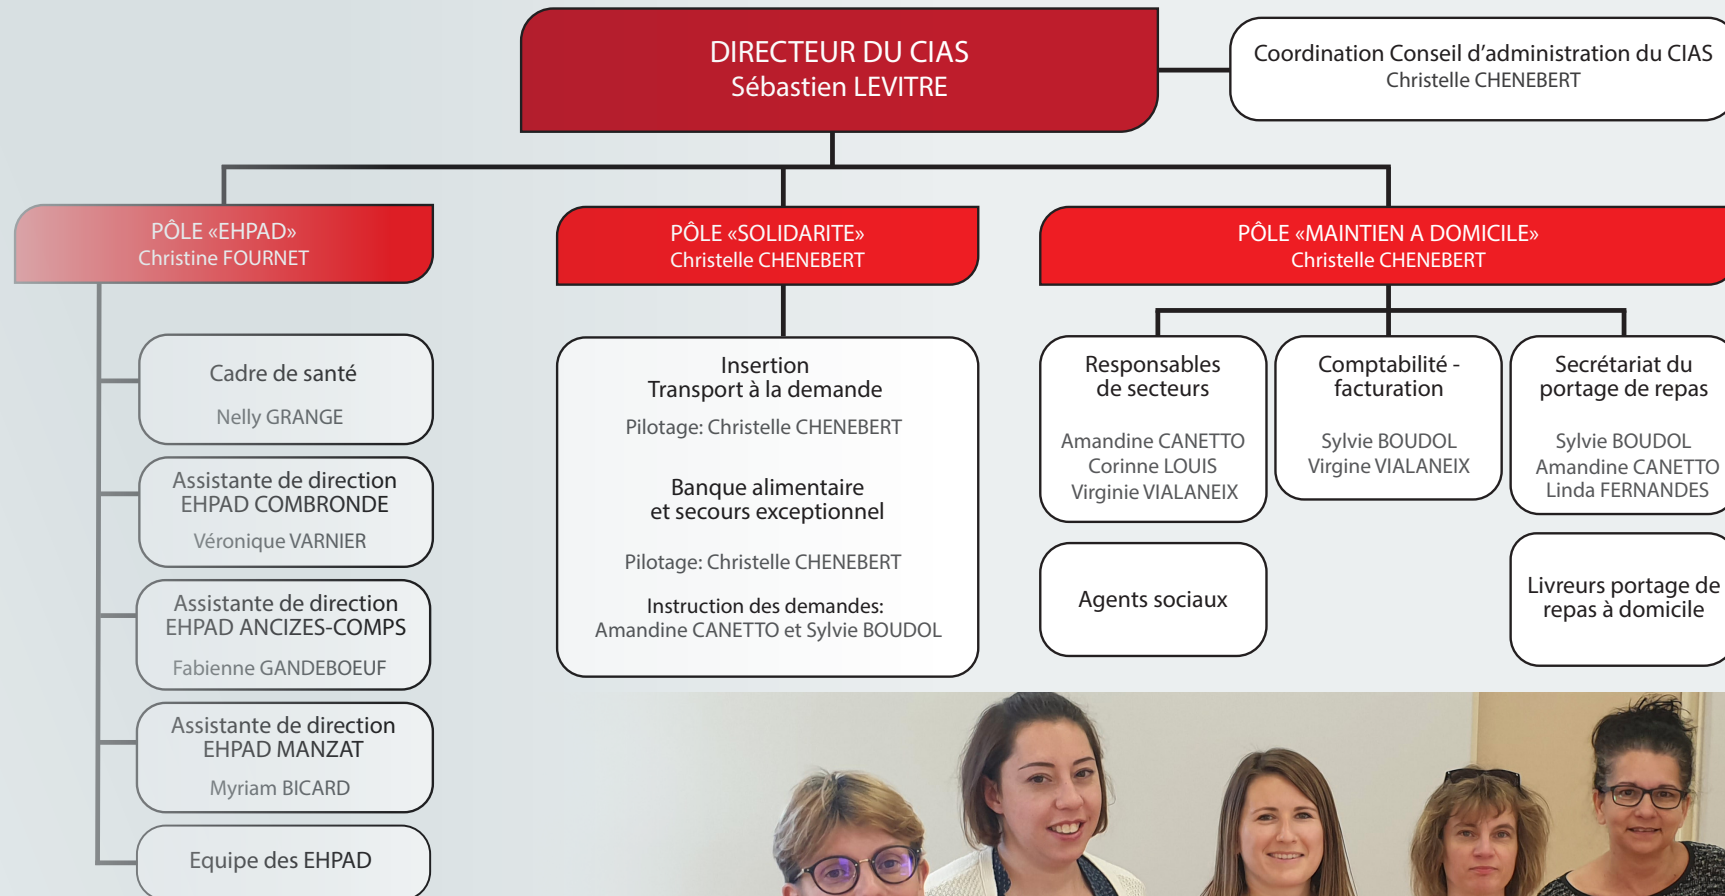 DIRECTEUR DU CIAS
Sébastien LEVITRE
Coordination Conseil d'administration du CIAS
Christelle CHENEBERT
PÔLE «EHPAD»
Christine FOURNET
Cadre de santé
Nelly GRANGE
Assistante de direction
EHPAD COMBRONDE
Véronique VARNIER
Assistante de direction
EHPAD ANCIZES-COMPS
Fabienne GANDEBOEUF
Assistante de direction
EHPAD MANZAT
Myriam BICARD
Equipe des EHPAD
PÔLE «SOLIDARITE»
Christelle CHENEBERT
Insertion
Transport à la demande
Pilotage: Christelle CHENEBERT
Banque alimentaire
et secours exceptionnel
Pilotage: Christelle CHENEBERT
Instruction des demandes:
Amandine CANETTO et Sylvie BOUDOL
PÔLE «MAINTIEN A DOMICILE»
Christelle CHENEBERT
Responsables
de secteurs
Amandine CANETTO
Corinne LOUIS
Virginie VIALANEIX
Agents sociaux
Comptabilité -
facturation
Sylvie BOUDOL
Virgine VIALANEIX
Secrétariat du
portage de repas
Sylvie BOUDOL
Amandine CANETTO
Linda FERNANDES
Livreurs portage de
repas à domicile